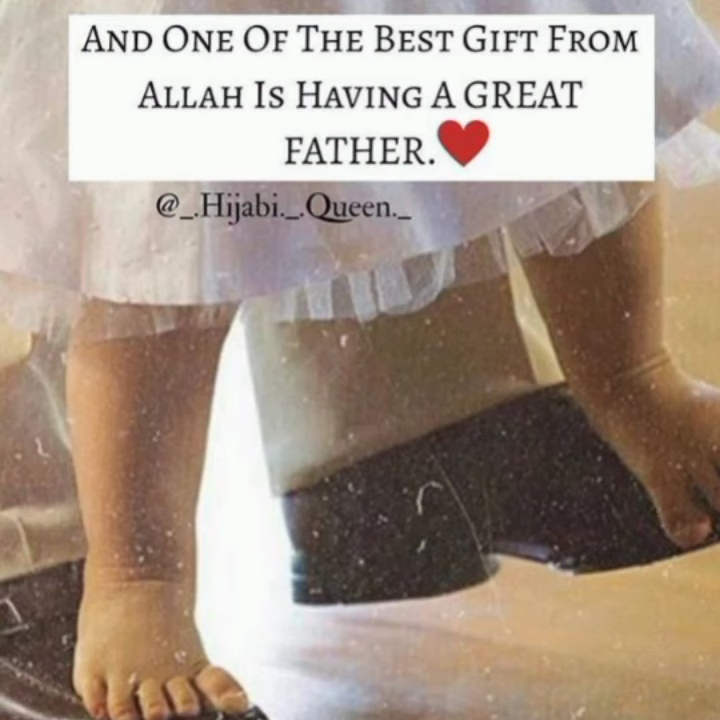 And One Of The Best Gift From
Allah Is Having A GREAT
FATHER.❤️
@_.Hijabi._.Queen._